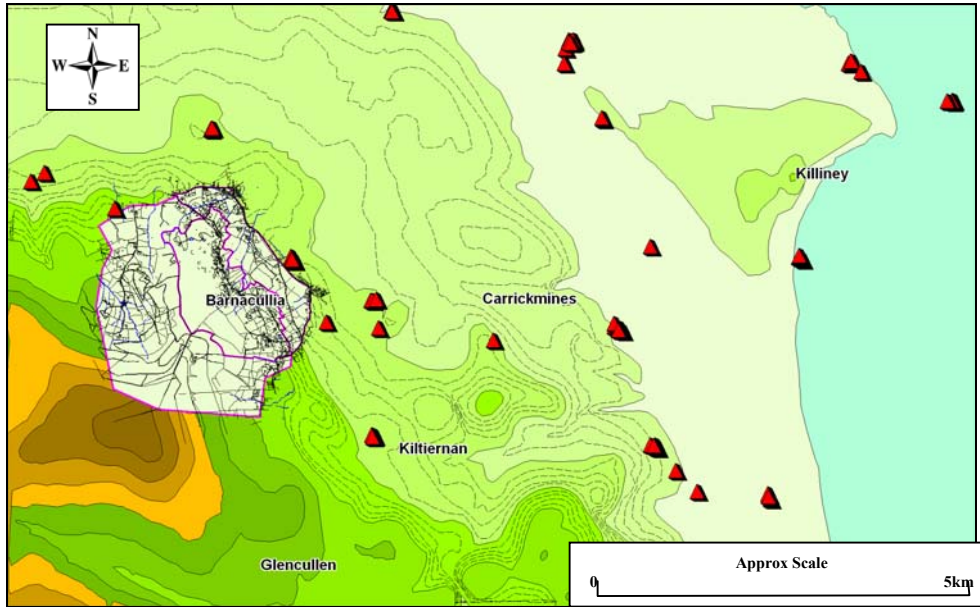 N
W E
S
Killiney
Barnacullia
Carrickmines
Kiltiernan
Glencullen
Approx Scale
0 5km